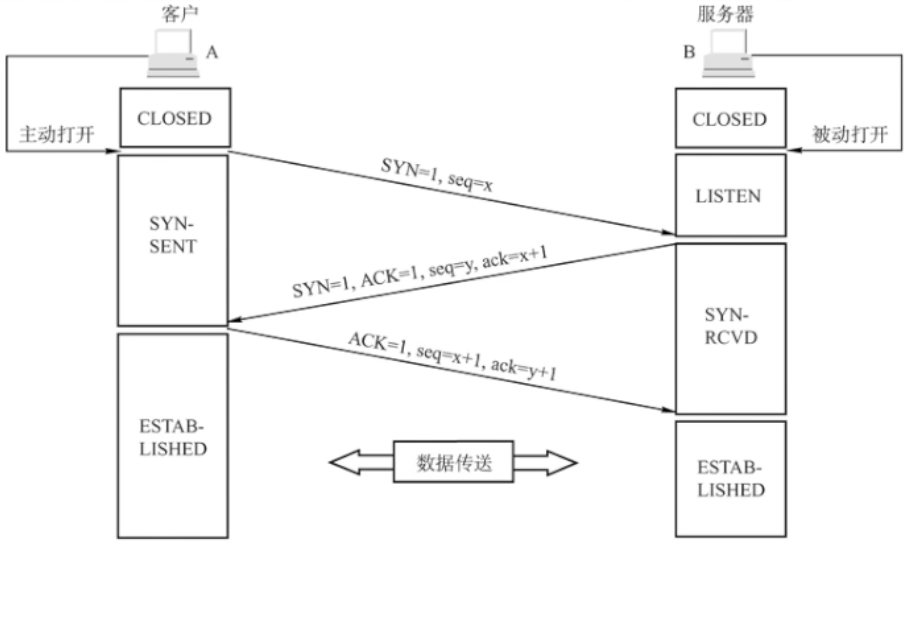 客户
服务器
A
B
CLOSED
CLOSED
主动打开
被动打开
SYN=1, seq=x
LISTEN
SYN-
SENT
SYN=1, ACK=1, seq=y, ack=x+1
SYN-
RCVD
ACK=1, seq=x+1, ack=y+1
ESTAB-
LISHED
数据传送
ESTAB-
LISHED